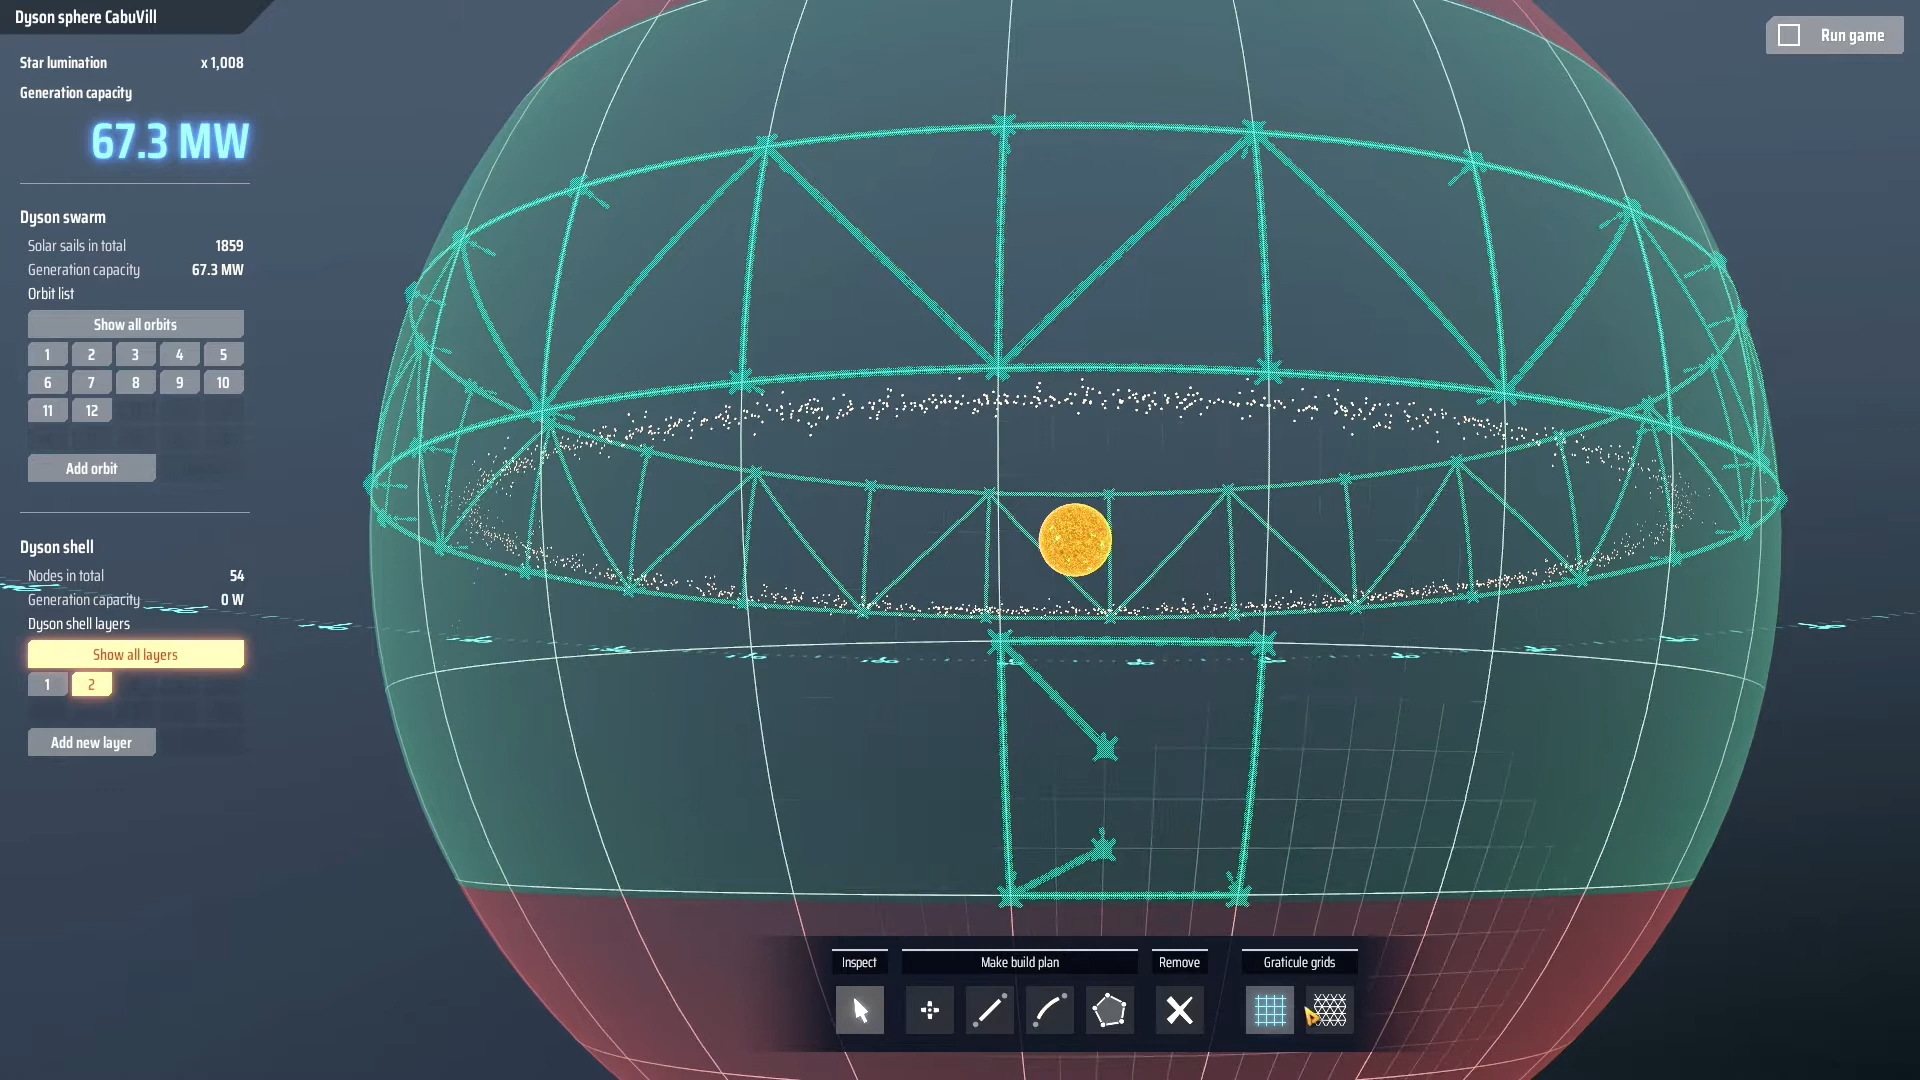 Dyson sphere CabuVill
Run game
Star lumination x 1,008
Generation capacity
67.3 MW
Dyson swarm
Solar sails in total 1859
Generation capacity 67.3 MW
Orbit list
Show all orbits
1 2 3 4 5
6 7 8 9 10
11 12
Add orbit
Dyson shell
Nodes in total 54
Generation capacity 0 W
Dyson shell layers
Show all layers
1 2
Add new layer
Inspect Make build plan Remove Graticule grids